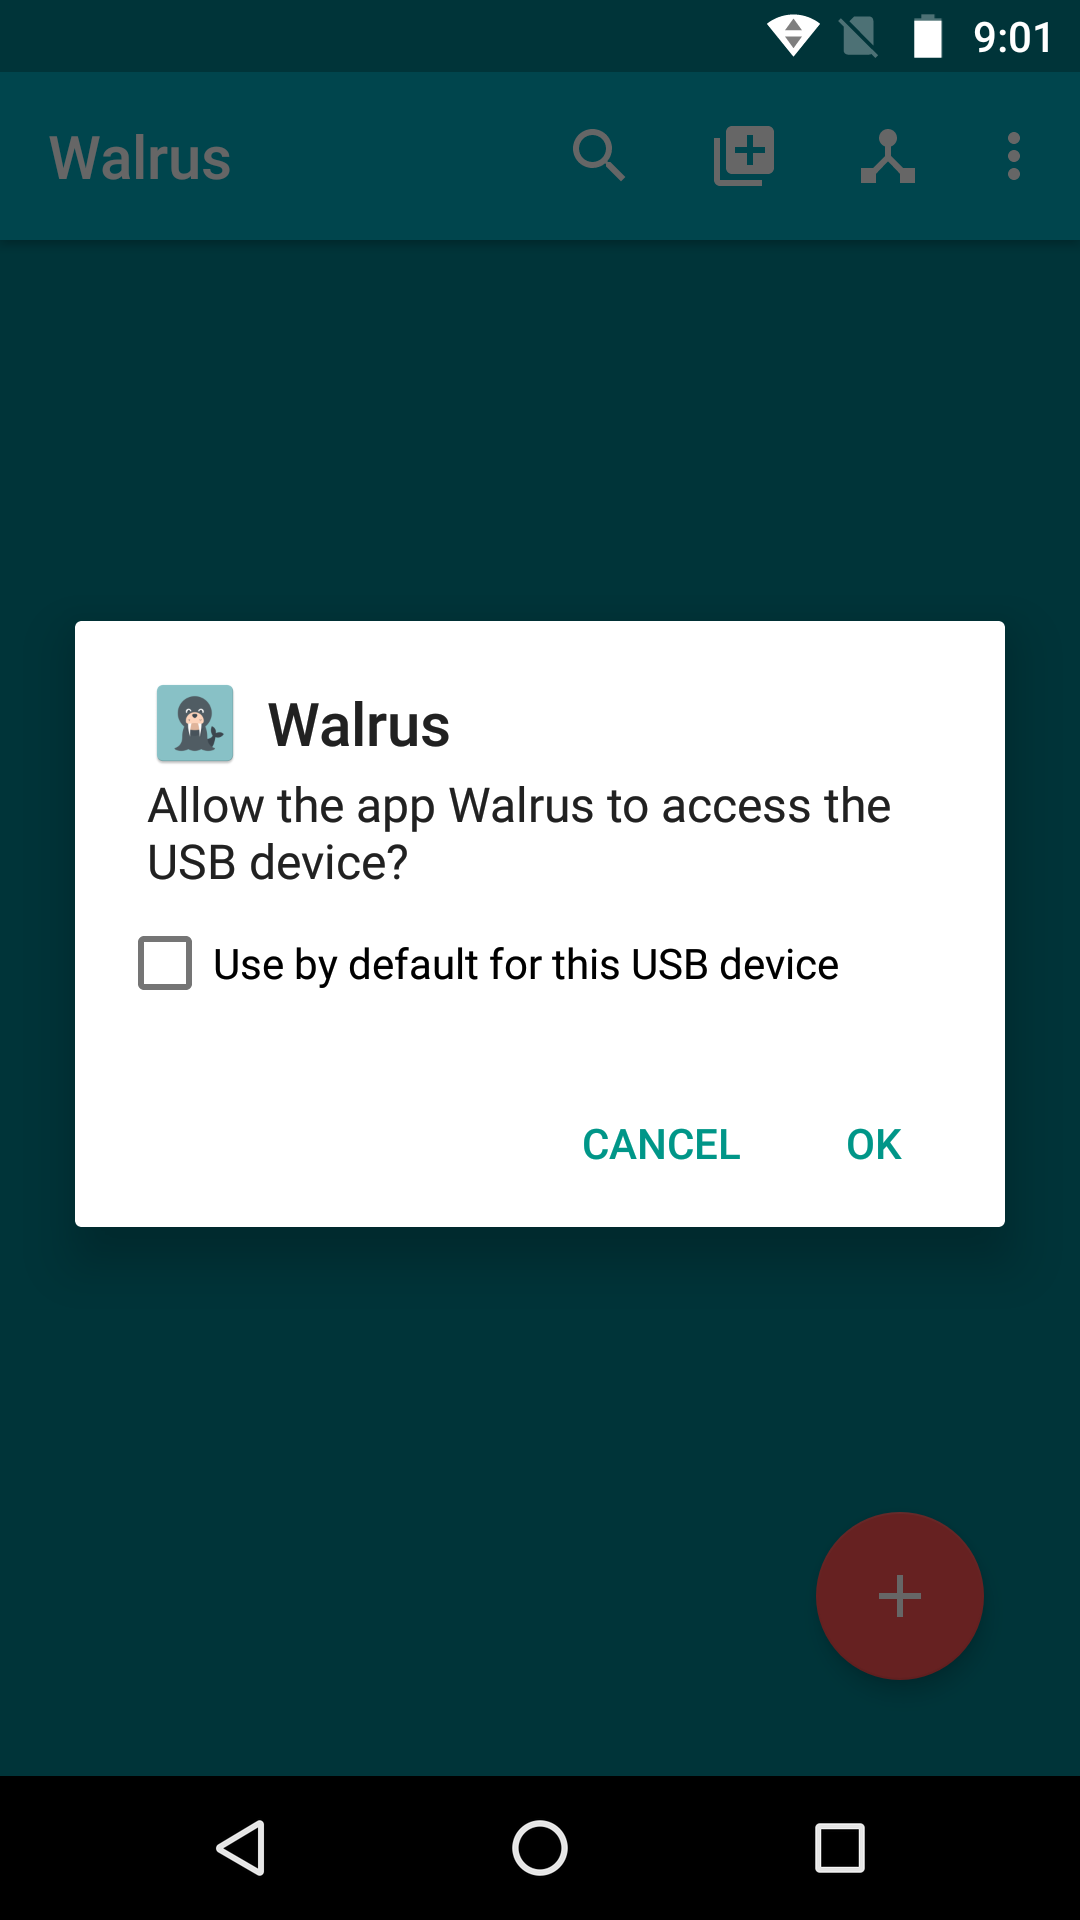 9:01
Walrus
Walrus
Allow the app Walrus to access the
USB device?
Use by default for this USB device
CANCEL OK